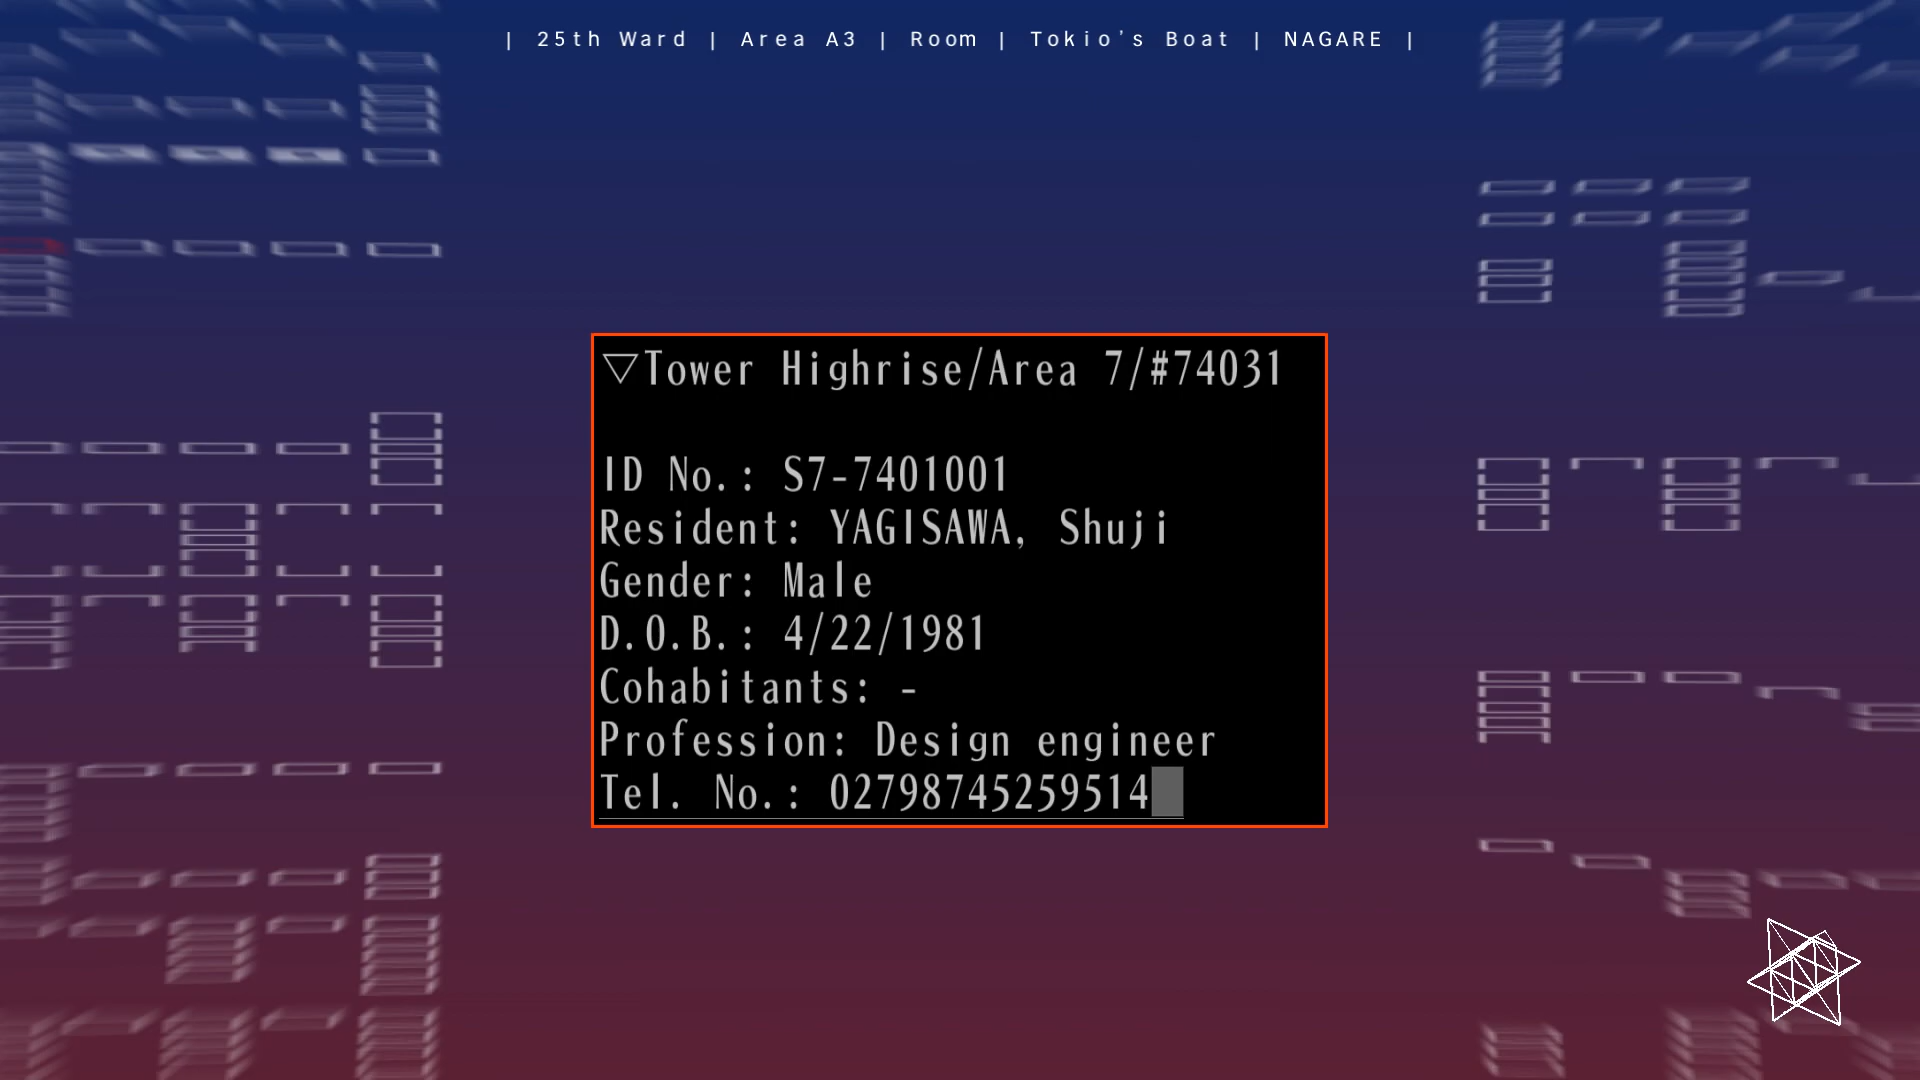 | 25th Ward | Area A3 | Room | Tokio's Boat | NAGARE |
▽Tower Highrise/Area 7/#74031
ID No.: S7-7401001
Resident: YAGISAWA, Shuji
Gender: Male
D.O.B.: 4/22/1981
Cohabitants: -
Profession: Design engineer
Tel. No.: 02798745259514